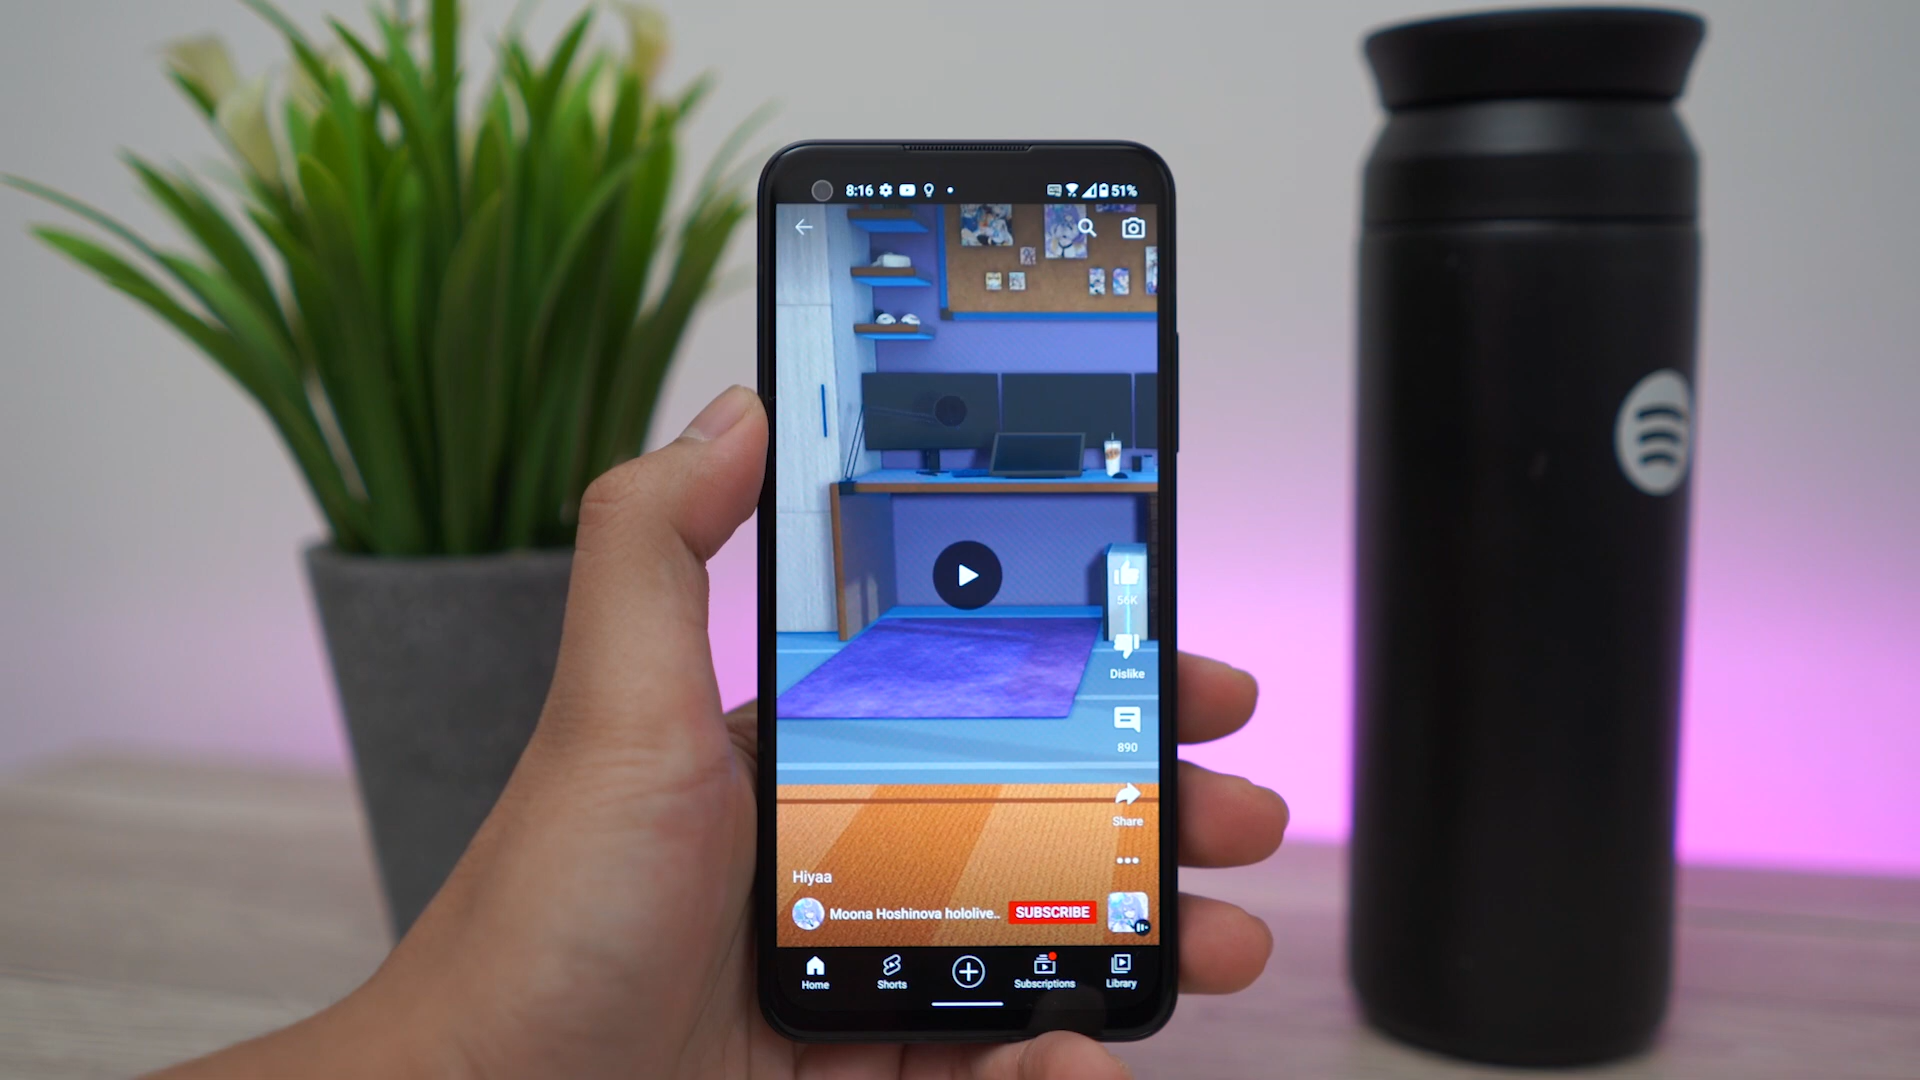 8:16 51%
56K
Dislike
890
Share
Hiyaa
Moona Hoshinova hololive..
SUBSCRIBE
Home Shorts Subscriptions Library